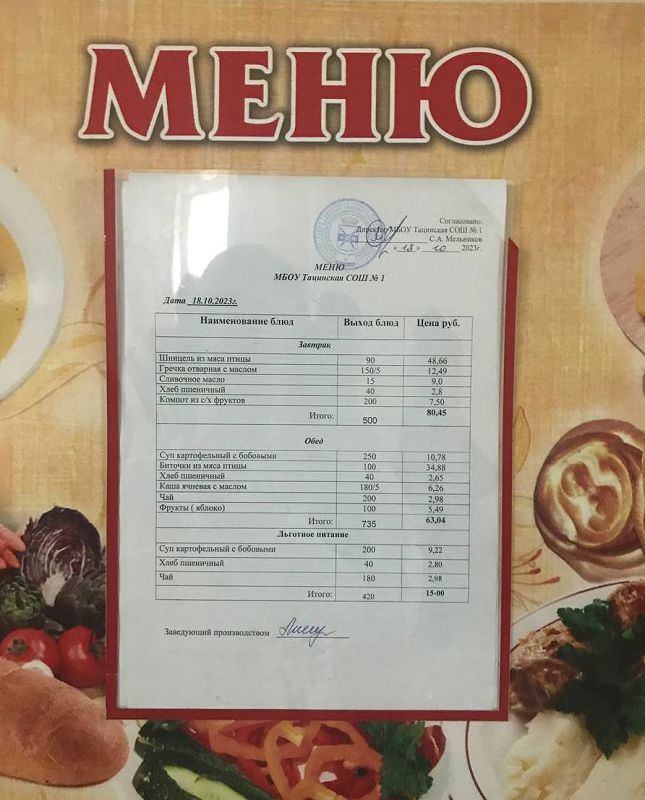 МЕНЮ
Согласовано:
Директор МБОУ Тацинская СОШ № 1
С.А. Мельников
« 18 » 10 2023г.
МЕНЮ
МБОУ Тацинская СОШ № 1
Дата 18.10.2023г.
Наименование блюд Выход блюд Цена руб.
Завтрак
Шницель из мяса птицы 90 48,66
Гречка отварная с маслом 150/5 12,49
Сливочное масло 15 9,0
Хлеб пшеничный 40 2,8
Компот из с/х фруктов 200 7,50
Итого: 500 80,45
Обед
Суп картофельный с бобовыми 250 10,78
Биточки из мяса птицы 100 34,88
Хлеб пшеничный 40 2,65
Каша ячневая с маслом 180/5 6,26
Чай 200 2,98
Фрукты ( яблоко) 100 5,49
Итого: 735 63,04
Льготное питание
Суп картофельный с бобовыми 200 9,22
Хлеб пшеничный 40 2,80
Чай 180 2,98
Итого: 420 15-00
Заведующий производством